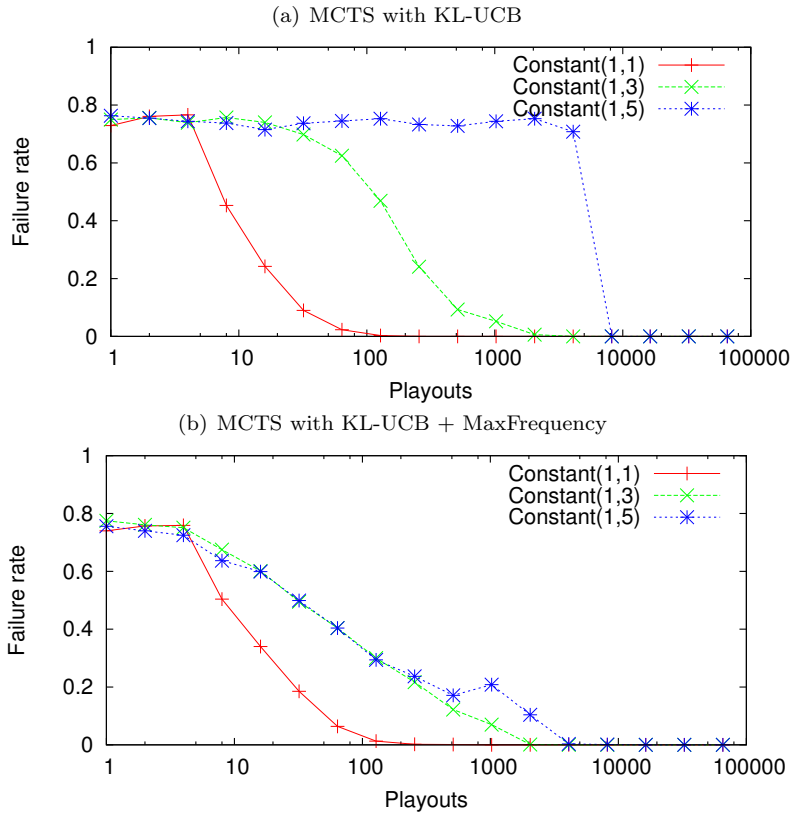 (a) MCTS with KL-UCB
1
0.8
0.6
0.4
0.2
0
Failure rate
Constant(1,1)
Constant(1,3)
Constant(1,5)
1 10 100 1000 10000 100000
Playouts
(b) MCTS with KL-UCB + MaxFrequency
1
0.8
0.6
0.4
0.2
0
Failure rate
Constant(1,1)
Constant(1,3)
Constant(1,5)
1 10 100 1000 10000 100000
Playouts